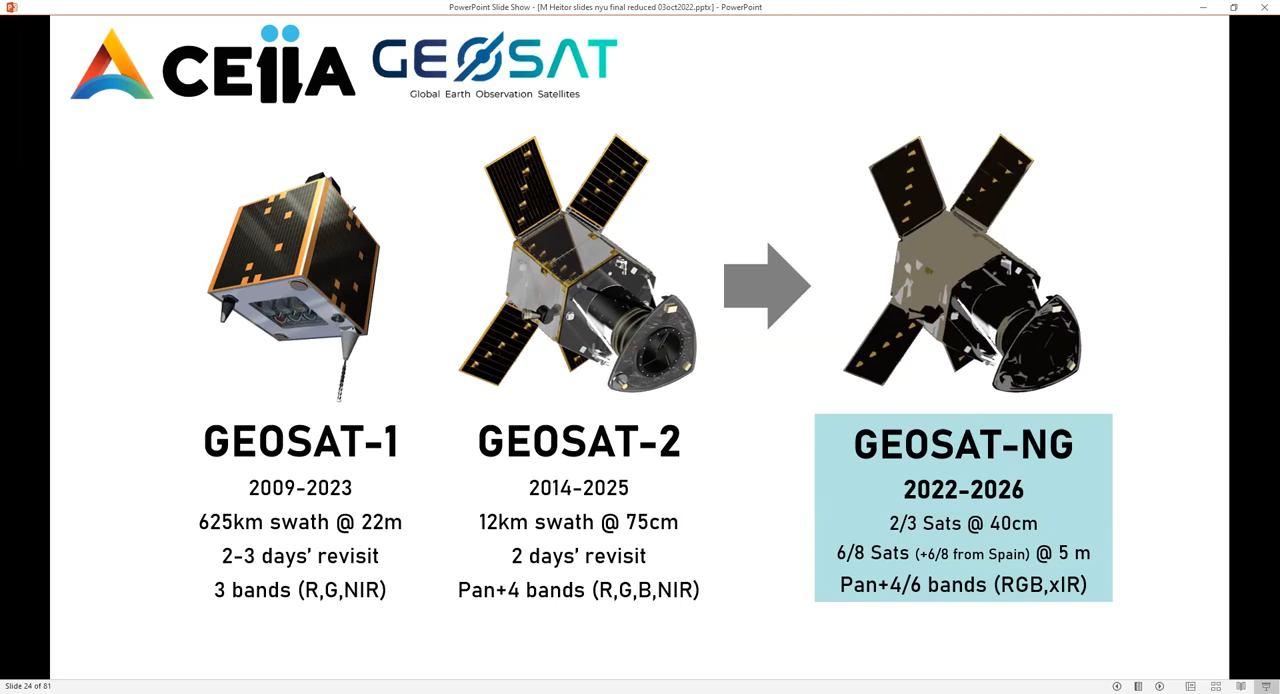 PowerPoint Slide Show - [M Heitor slides nyu final reduced 03oct2022.pptx] - PowerPoint
CEiiA
GEOSAT
Global Earth Observation Satellites
GEOSAT-1
2009-2023
625km swath @ 22m
2-3 days' revisit
3 bands (R,G,NIR)
GEOSAT-2
2014-2025
12km swath @ 75cm
2 days' revisit
Pan+4 bands (R,G,B,NIR)
GEOSAT-NG
2022-2026
2/3 Sats @ 40cm
6/8 Sats (+6/8 from Spain) @ 5 m
Pan+4/6 bands (RGB,xIR)
Slide 24 of 81